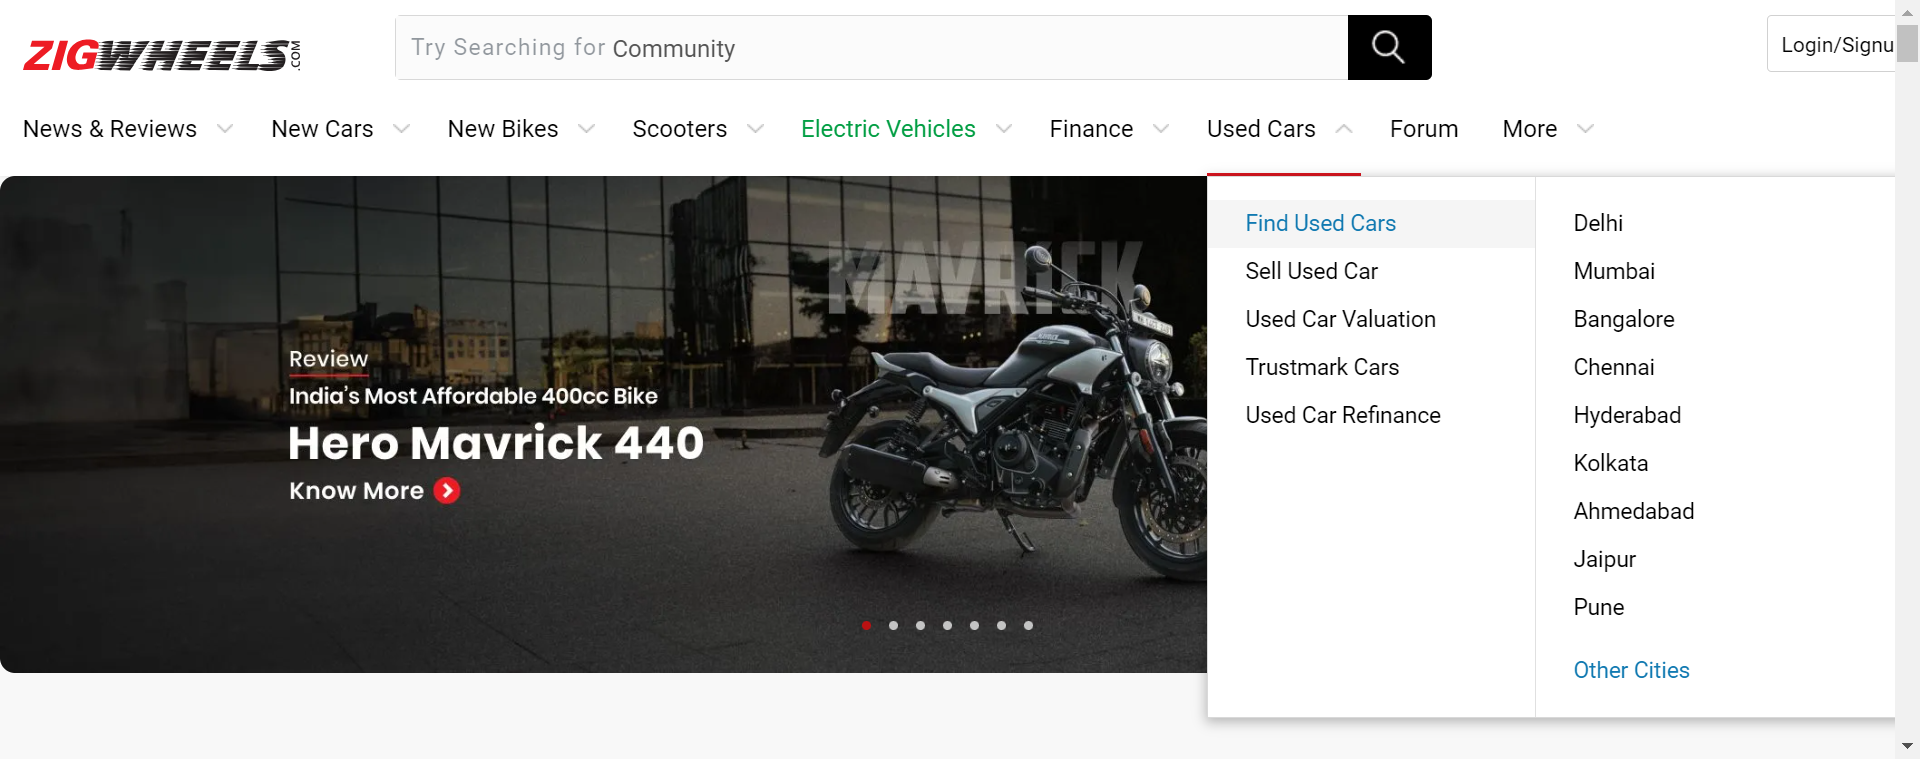 ZIGWHEELS.COM
Try Searching for Community
Login/Signu
News & Reviews
New Cars
New Bikes
Scooters
Electric Vehicles
Finance
Used Cars
Forum
More
MAVRICK
Review
India's Most Affordable 400cc Bike
Hero Mavrick 440
Know More
Find Used Cars
Sell Used Car
Used Car Valuation
Trustmark Cars
Used Car Refinance
Delhi
Mumbai
Bangalore
Chennai
Hyderabad
Kolkata
Ahmedabad
Jaipur
Pune
Other Cities